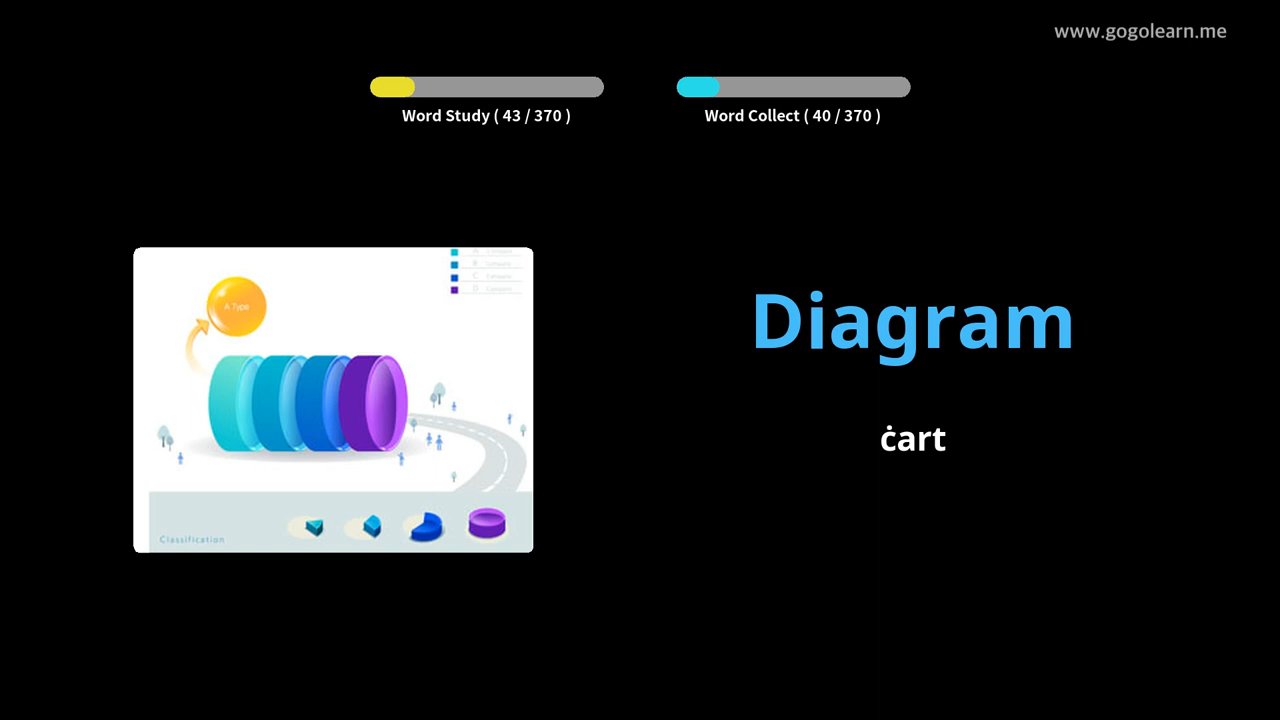 www.gogolearn.me
Word Study ( 43 / 370 )
Word Collect ( 40 / 370 )
A Type
C
Diagram
ċart
Classification